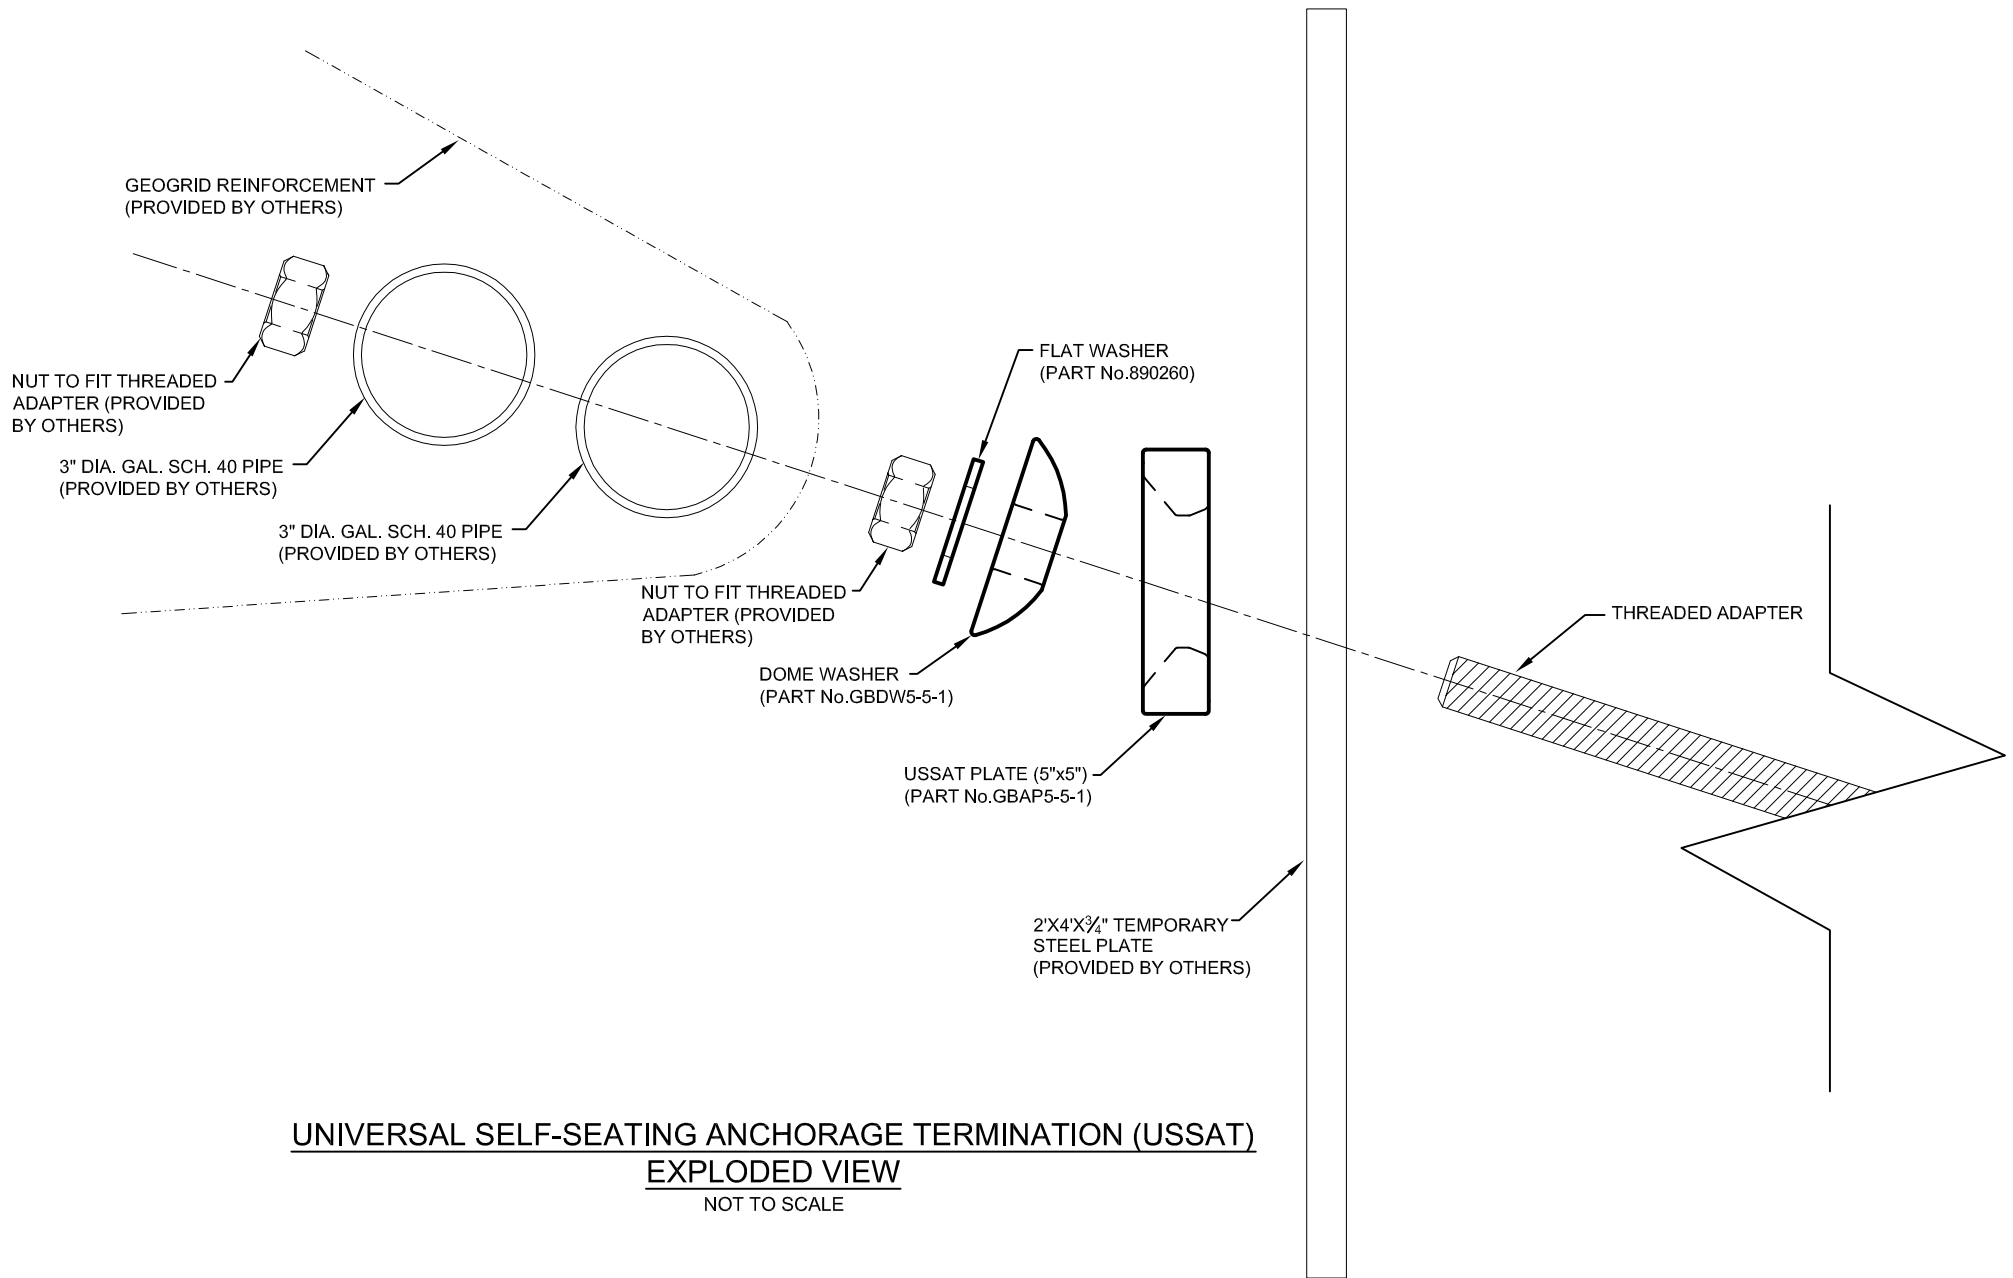 GEOGRID REINFORCEMENT
(PROVIDED BY OTHERS)
NUT TO FIT THREADED
ADAPTER (PROVIDED
BY OTHERS)
3" DIA. GAL. SCH. 40 PIPE
(PROVIDED BY OTHERS)
3" DIA. GAL. SCH. 40 PIPE
(PROVIDED BY OTHERS)
FLAT WASHER
(PART No.890260)
NUT TO FIT THREADED
ADAPTER (PROVIDED
BY OTHERS)
DOME WASHER
(PART No.GBDW5-5-1)
THREADED ADAPTER
USSAT PLATE (5"x5")
(PART No.GBAP5-5-1)
2'X4'X¾" TEMPORARY
STEEL PLATE
(PROVIDED BY OTHERS)
UNIVERSAL SELF-SEATING ANCHORAGE TERMINATION (USSAT)
EXPLODED VIEW
NOT TO SCALE